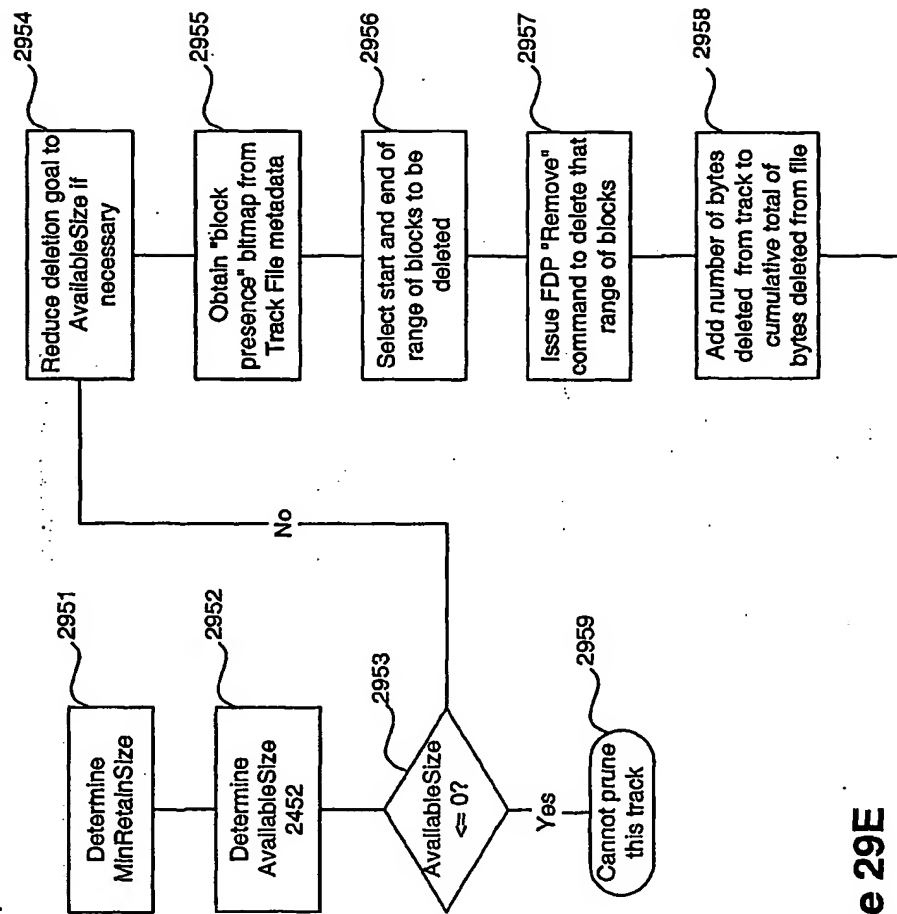 2951
Determine
MinRetainSize
2952
Determine
AvailableSize
2452
2953
AvailableSize
<= 0?
Yes
No
2959
Cannot prune
this track
2954
Reduce deletion goal to
AvailableSize if
necessary
2955
Obtain "block
presence" bitmap from
Track File metadata
2956
Select start and end of
range of blocks to be
deleted
2957
Issue FDP "Remove"
command to delete that
range of blocks
2958
Add number of bytes
deleted from track to
cumulative total of
bytes deleted from file
e 29E